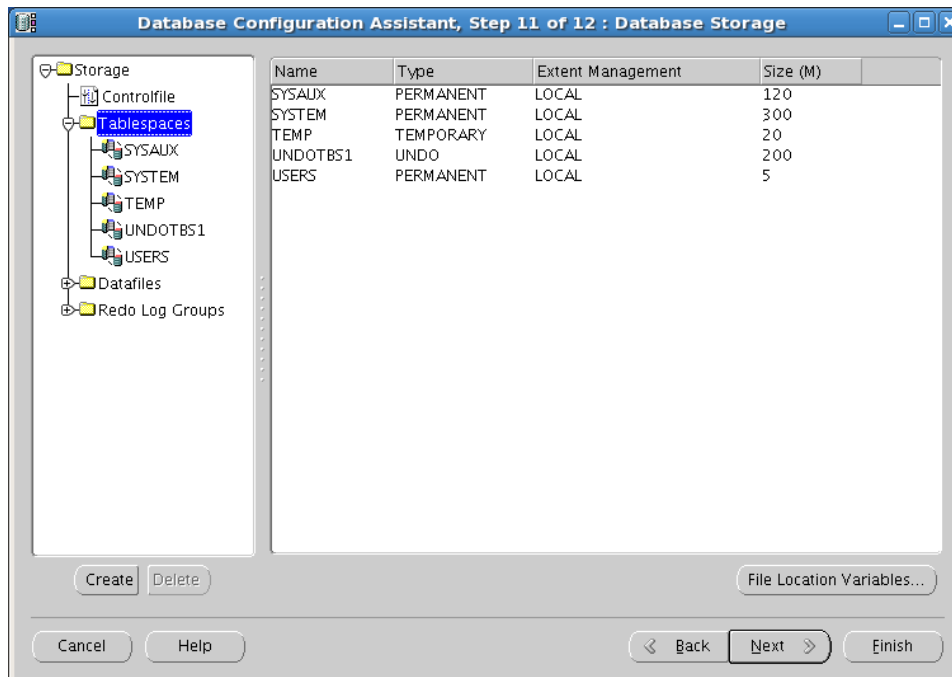 Database Configuration Assistant, Step 11 of 12 : Database Storage
Storage
Controlfile
Tablespaces
SYSAUX
SYSTEM
TEMP
UNDOTBS1
USERS
Datafiles
Redo Log Groups
Name Type Extent Management Size (M)
SYSAUX PERMANENT LOCAL 120
SYSTEM PERMANENT LOCAL 300
TEMP TEMPORARY LOCAL 20
UNDOTBS1 UNDO LOCAL 200
USERS PERMANENT LOCAL 5
Create Delete File Location Variables...
Cancel Help Back Next Finish